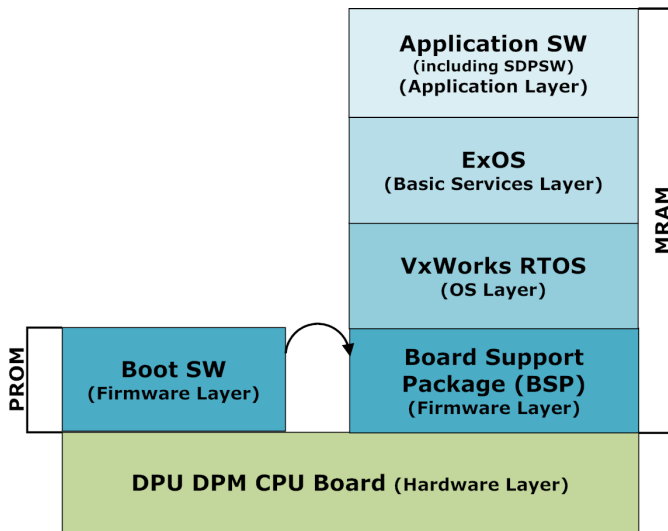 Application SW
(including SDPSW)
(Application Layer)
ExOS
(Basic Services Layer)
VxWorks RTOS
(OS Layer)
MRAM
PROM
Boot SW
(Firmware Layer)
Board Support
Package (BSP)
(Firmware Layer)
DPU DPM CPU Board (Hardware Layer)